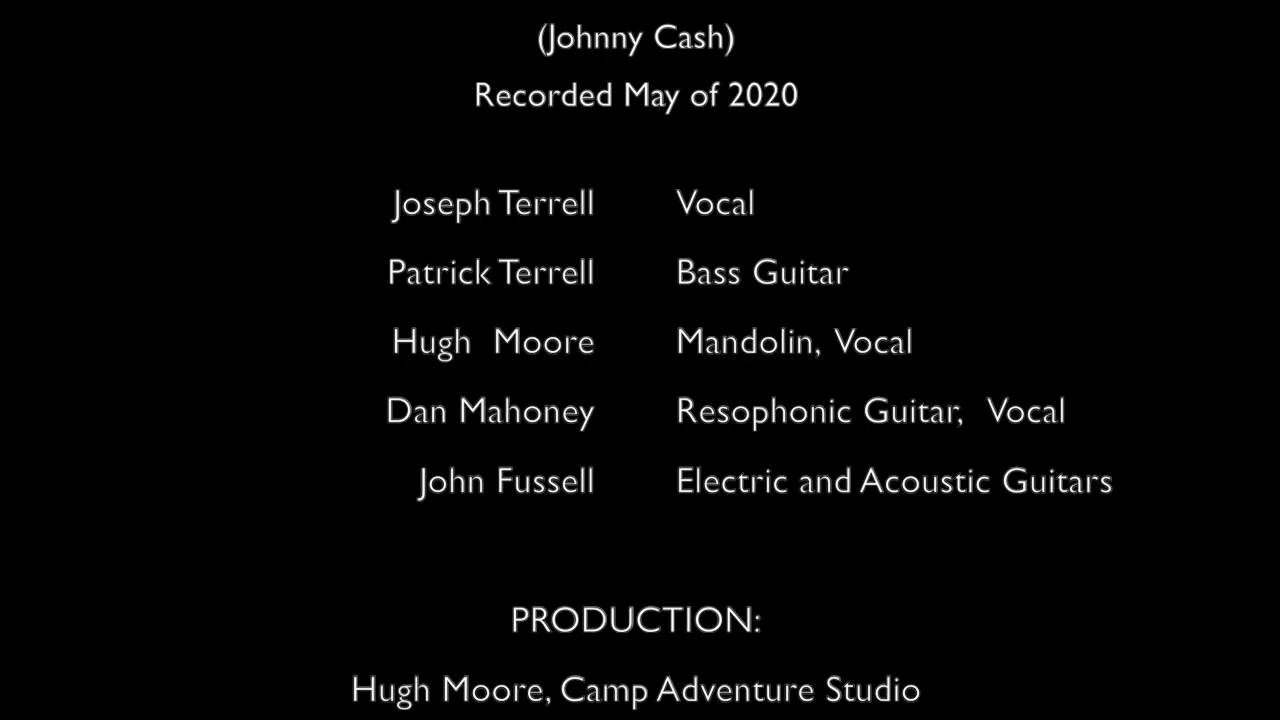 (Johnny Cash)
Recorded May of 2020
Joseph Terrell Vocal
Patrick Terrell Bass Guitar
Hugh Moore Mandolin, Vocal
Dan Mahoney Resophonic Guitar, Vocal
John Fussell Electric and Acoustic Guitars
PRODUCTION:
Hugh Moore, Camp Adventure Studio